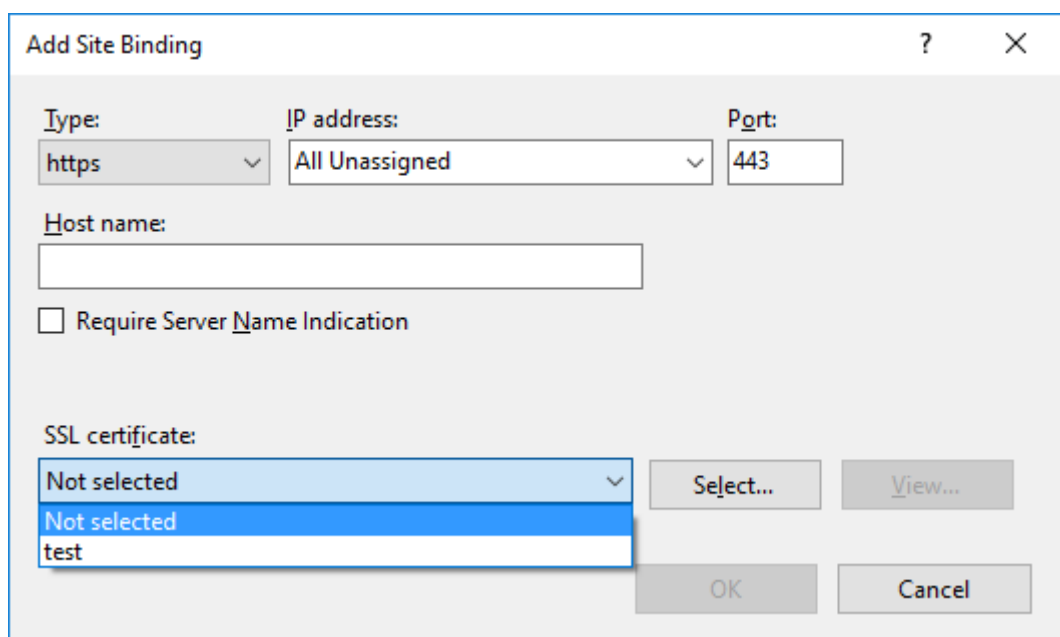 Add Site Binding ?
Type: IP address: Port:
https All Unassigned 443
Host name:
Require Server Name Indication
SSL certificate:
Not selected Select... View...
Not selected
test
OK Cancel